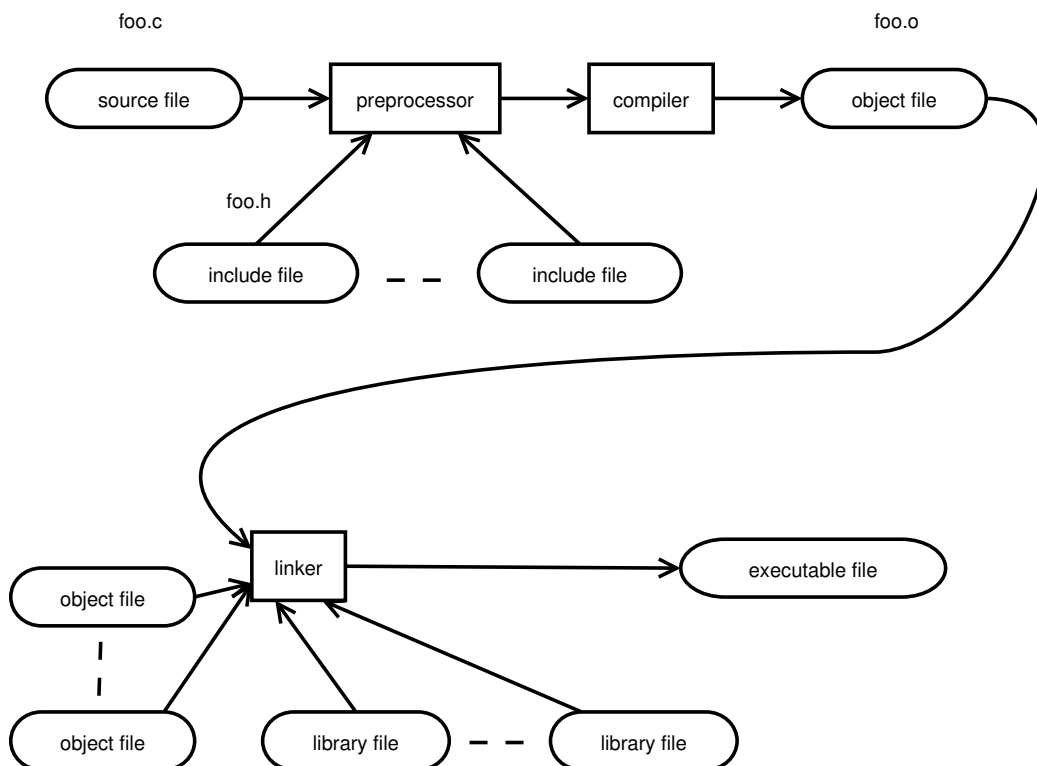 foo.c
foo.o
source file
preprocessor
compiler
object file
foo.h
include file
include file
linker
executable file
object file
object file
library file
library file